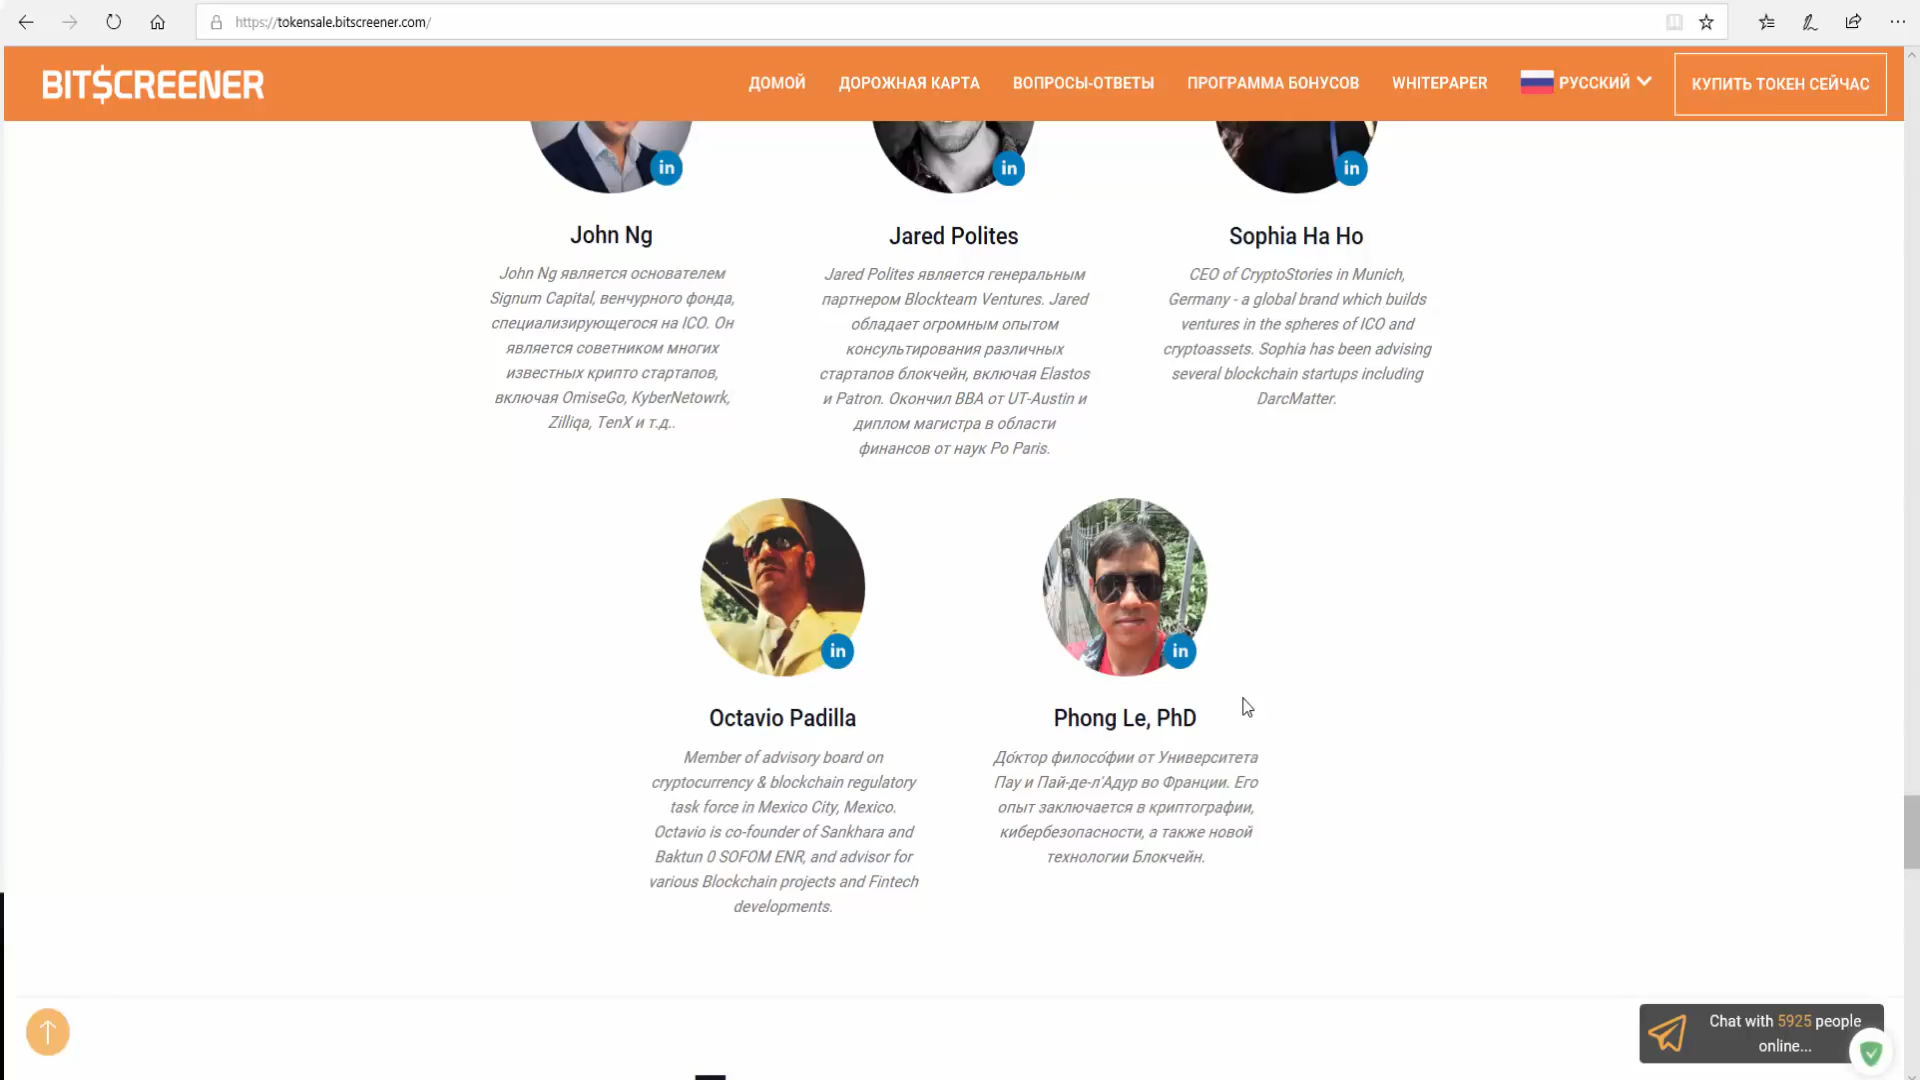 https://tokensale.bitscreener.com/
BIT$CREENER
ДОМОЙ
ДОРОЖНАЯ КАРТА
ВОПРОСЫ-ОТВЕТЫ
ПРОГРАММА БОНУСОВ
WHITEPAPER
РУССКИЙ
КУПИТЬ ТОКЕН СЕЙЧАС
in
in
in
John Ng
John Ng является основателем
Signum Capital, венчурного фонда,
специализирующегося на ICO. Он
является советником многих
известных крипто стартапов,
включая OmiseGo, KyberNetowrk,
Zilliqa, TenX и т.д..
Jared Polites
Jared Polites является генеральным
партнером Blockteam Ventures. Jared
обладает огромным опытом
консультирования различных
стартапов блокчейн, включая Elastos
и Patron. Окончил BBA от UT-Austin и
диплом магистра в области
финансов от наук Po Paris.
Sophia Ha Ho
CEO of CryptoStories in Munich,
Germany - a global brand which builds
ventures in the spheres of ICO and
cryptoassets. Sophia has been advising
several blockchain startups including
DarcMatter.
in
in
Octavio Padilla
Member of advisory board on
cryptocurrency & blockchain regulatory
task force in Mexico City, Mexico.
Octavio is co-founder of Sankhara and
Baktun 0 SOFOM ENR, and advisor for
various Blockchain projects and Fintech
developments.
Phong Le, PhD
До́ктор филосо́фии от Университета
Пау и Пай-де-л'Адур во Франции. Его
опыт заключается в криптографии,
кибербезопасности, а также новой
технологии Блокчейн.
Chat with 5925 people
online...